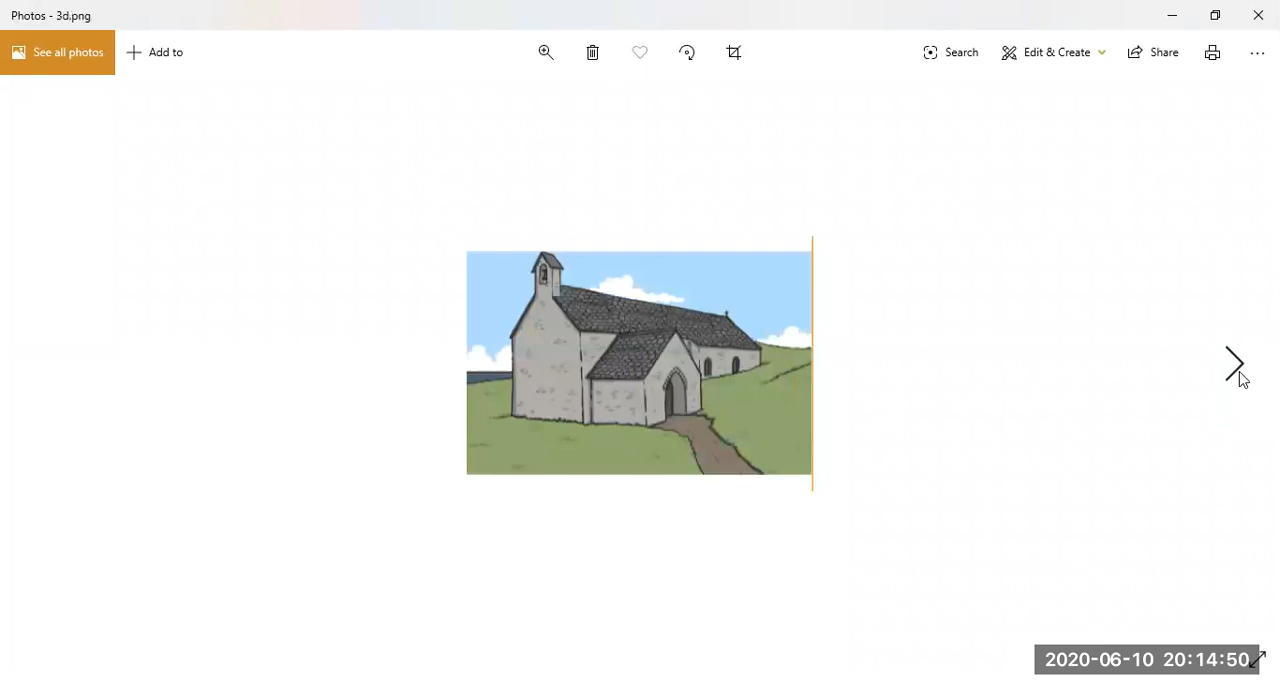 Photos - 3d.png
See all photos
Add to
Search
Edit & Create
Share
2020-06-10 20:14:50